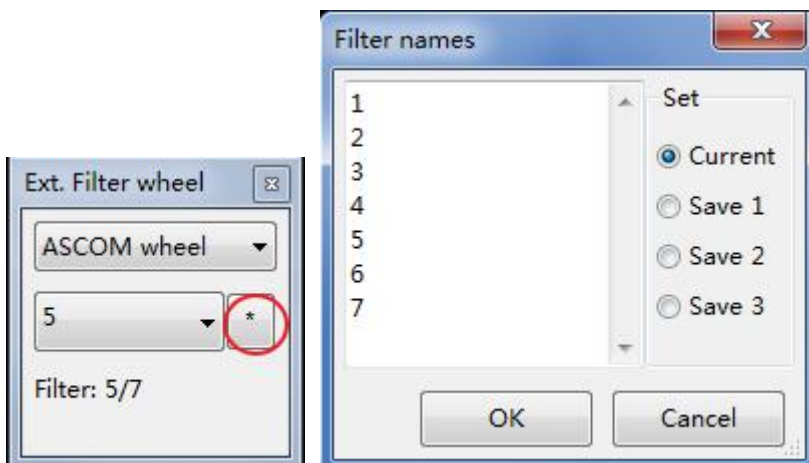 Ext. Filter wheel
ASCOM wheel
5
*
Filter: 5/7
Filter names
1
2
3
4
5
6
7
Set
Current
Save 1
Save 2
Save 3
OK
Cancel